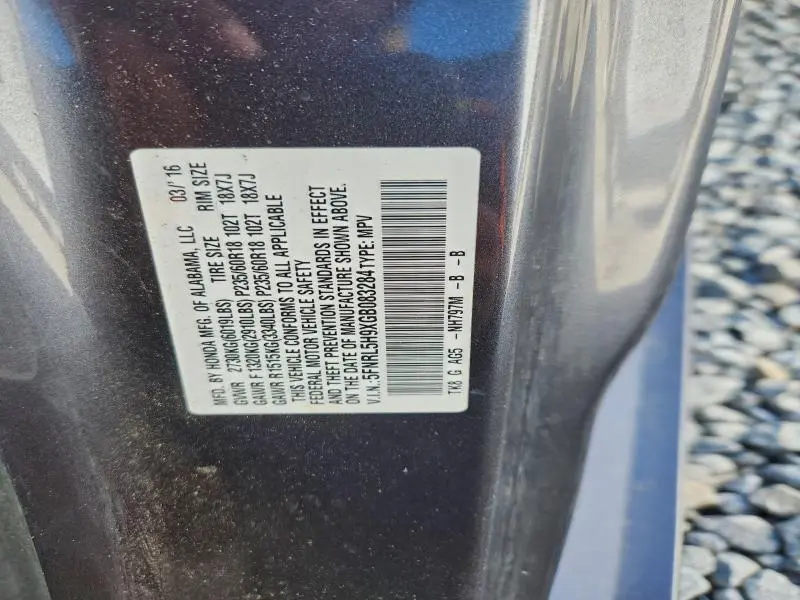 MFD. BY HONDA MFG. OF ALABAMA, LLC 03/'16
GVWR 2730KG(6019LBS) TIRE SIZE RIM SIZE
GAWR F1320KG(2910LBS) P235/60R18 102T 18X7J
GAWR R1515KG(3340LBS) P235/60R18 102T 18X7J
THIS VEHICLE CONFORMS TO ALL APPLICABLE
FEDERAL MOTOR VEHICLE SAFETY
AND THEFT PREVENTION STANDARDS IN EFFECT
ON THE DATE OF MANUFACTURE SHOWN ABOVE.
V.I.N.:5FNRL5H9XGB083284 TYPE: MPV
TK8 G AG5 -NH797M -B -B